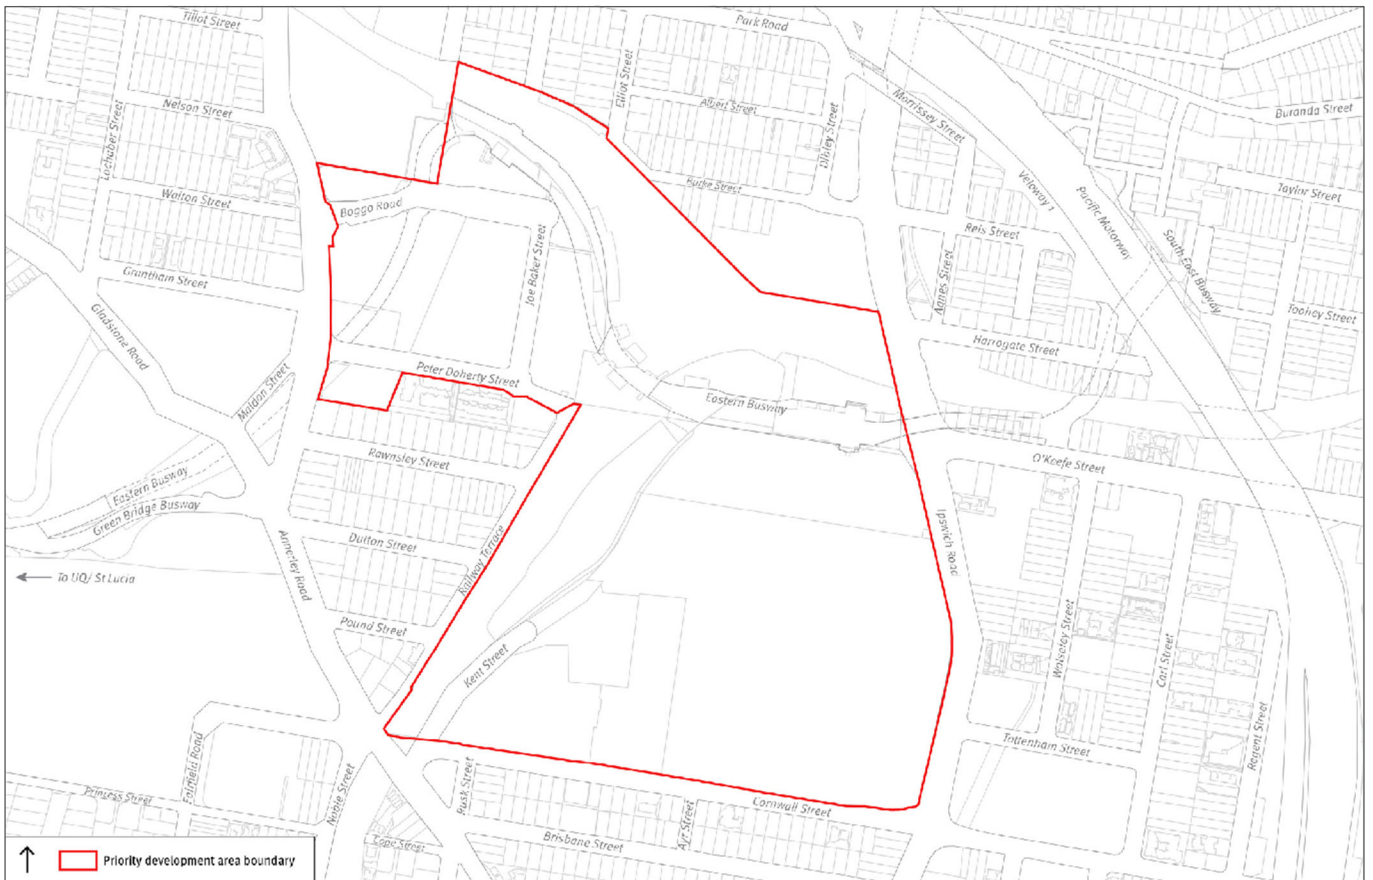 Tillot Street
Park Road
Elliot Street
Nelson Street
Lochaber Street
Albert Street
Dibley Street
Morrissey Street
Buranda Street
Walton Street
Boggo Road
Burke Street
Veloway 1
Pacific Motorway
South East Busway
Taylor Street
Reis Street
Joe Baker Street
Agnes Street
Grantham Street
Gladstone Road
Toohey Street
Harrogate Street
Maldon Street
Peter Doherty Street
Eastern Busway
Rawnsley Street
O'Keefe Street
Eastern Busway
Green Bridge Busway
Ipswich Road
Dutton Street
Annerley Road
Railway Terrace
To UQ/ St Lucia
Pound Street
Kent Street
Wolseley Street
Carl Street
Regent Street
Tottenham Street
Fairfield Road
Noble Street
Rusk Street
Princess Street
Cornwall Street
Ayr Street
Brisbane Street
Cope Street
Priority development area boundary